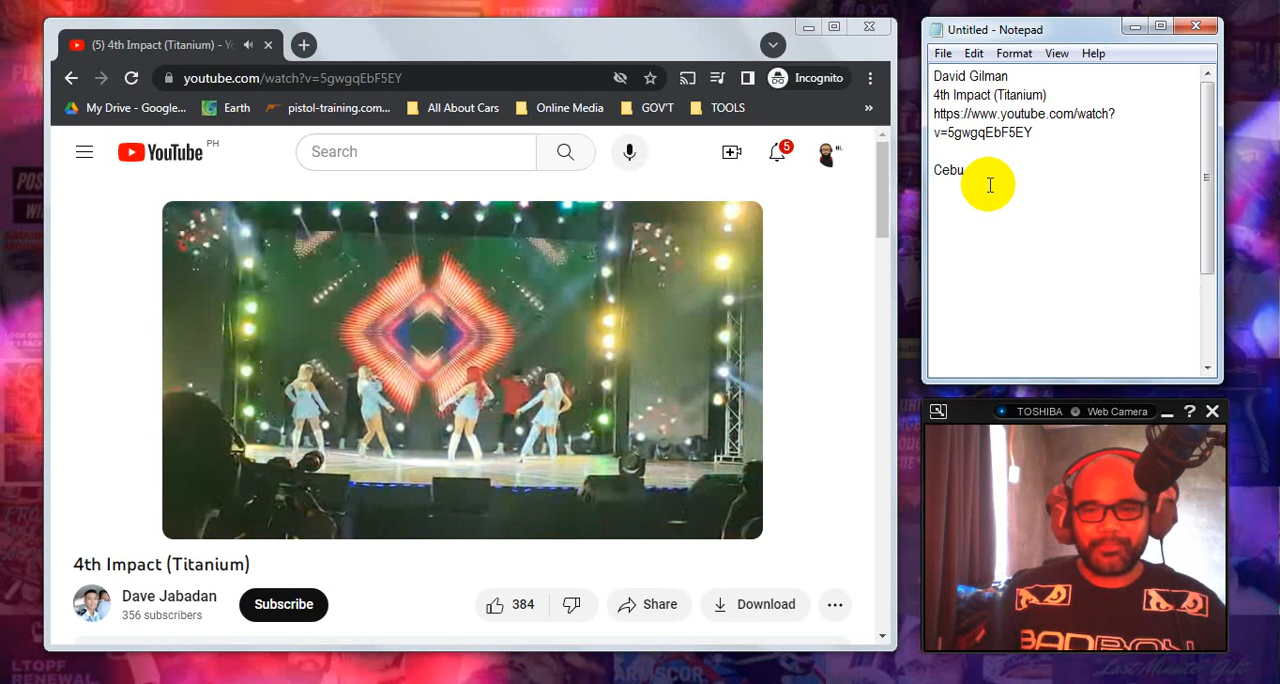 (5) 4th Impact (Titanium) - Yo
youtube.com/watch?v=5gwgqEbF5EY
Incognito
My Drive - Google...
Earth
pistol-training.com...
All About Cars
Online Media
GOV'T
TOOLS
»
YouTube PH
Search
5
4th Impact (Titanium)
Dave Jabadan
356 subscribers
Subscribe
384
Share
Download
Untitled - Notepad
File Edit Format View Help
David Gilman
4th Impact (Titanium)
https://www.youtube.com/watch?
v=5gwgqEbF5EY
Cebu
TOSHIBA Web Camera
BADBOY
LTOPF
RENEWAL
ARMSCOR